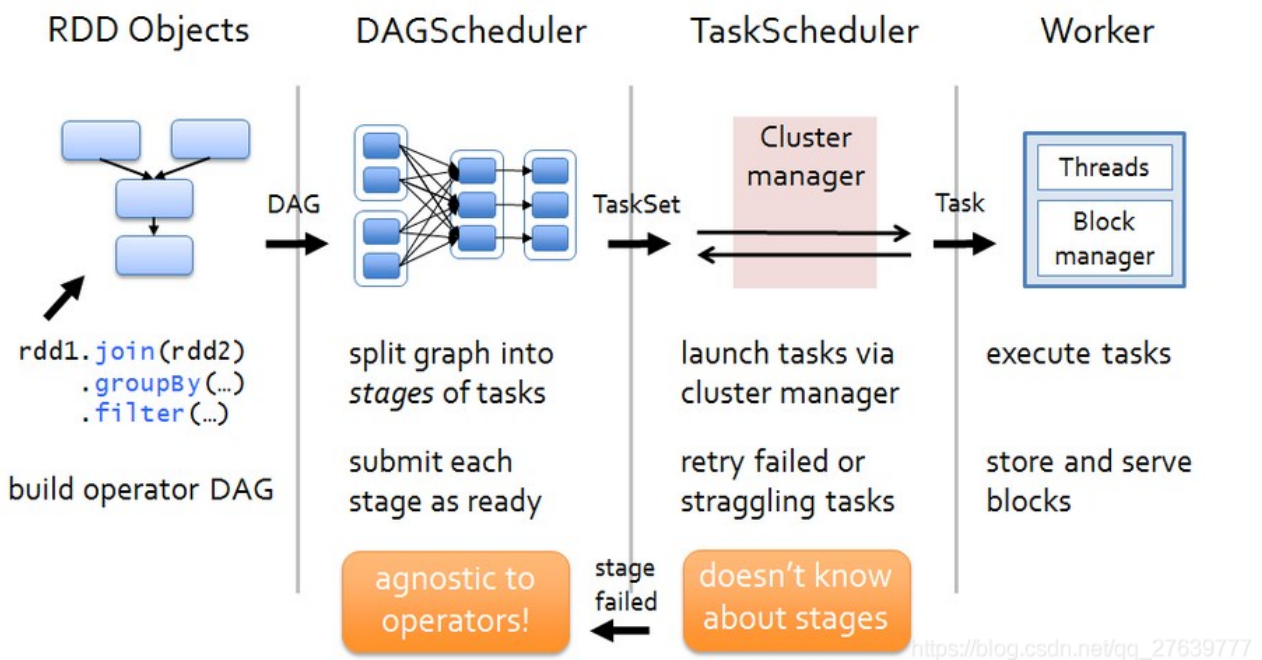 RDD Objects
DAGScheduler
TaskScheduler
Worker
DAG
TaskSet
Cluster
manager
Task
Threads
Block
manager
rdd1.join(rdd2)
.groupBy(…)
.filter(…)
build operator DAG
split graph into
stages of tasks
submit each
stage as ready
launch tasks via
cluster manager
retry failed or
straggling tasks
execute tasks
store and serve
blocks
agnostic to
operators!
stage
failed
doesn't know
about stages
https://blog.csdn.net/qq_27639777